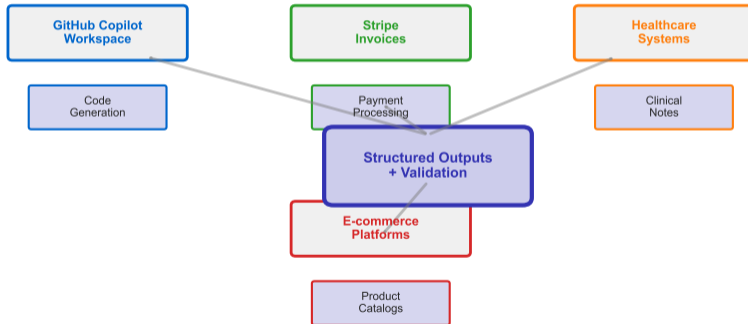 GitHub Copilot
Workspace
Stripe
Invoices
Healthcare
Systems
Code
Generation
Payment
Processing
Clinical
Notes
Structured Outputs
+ Validation
E-commerce
Platforms
Product
Catalogs